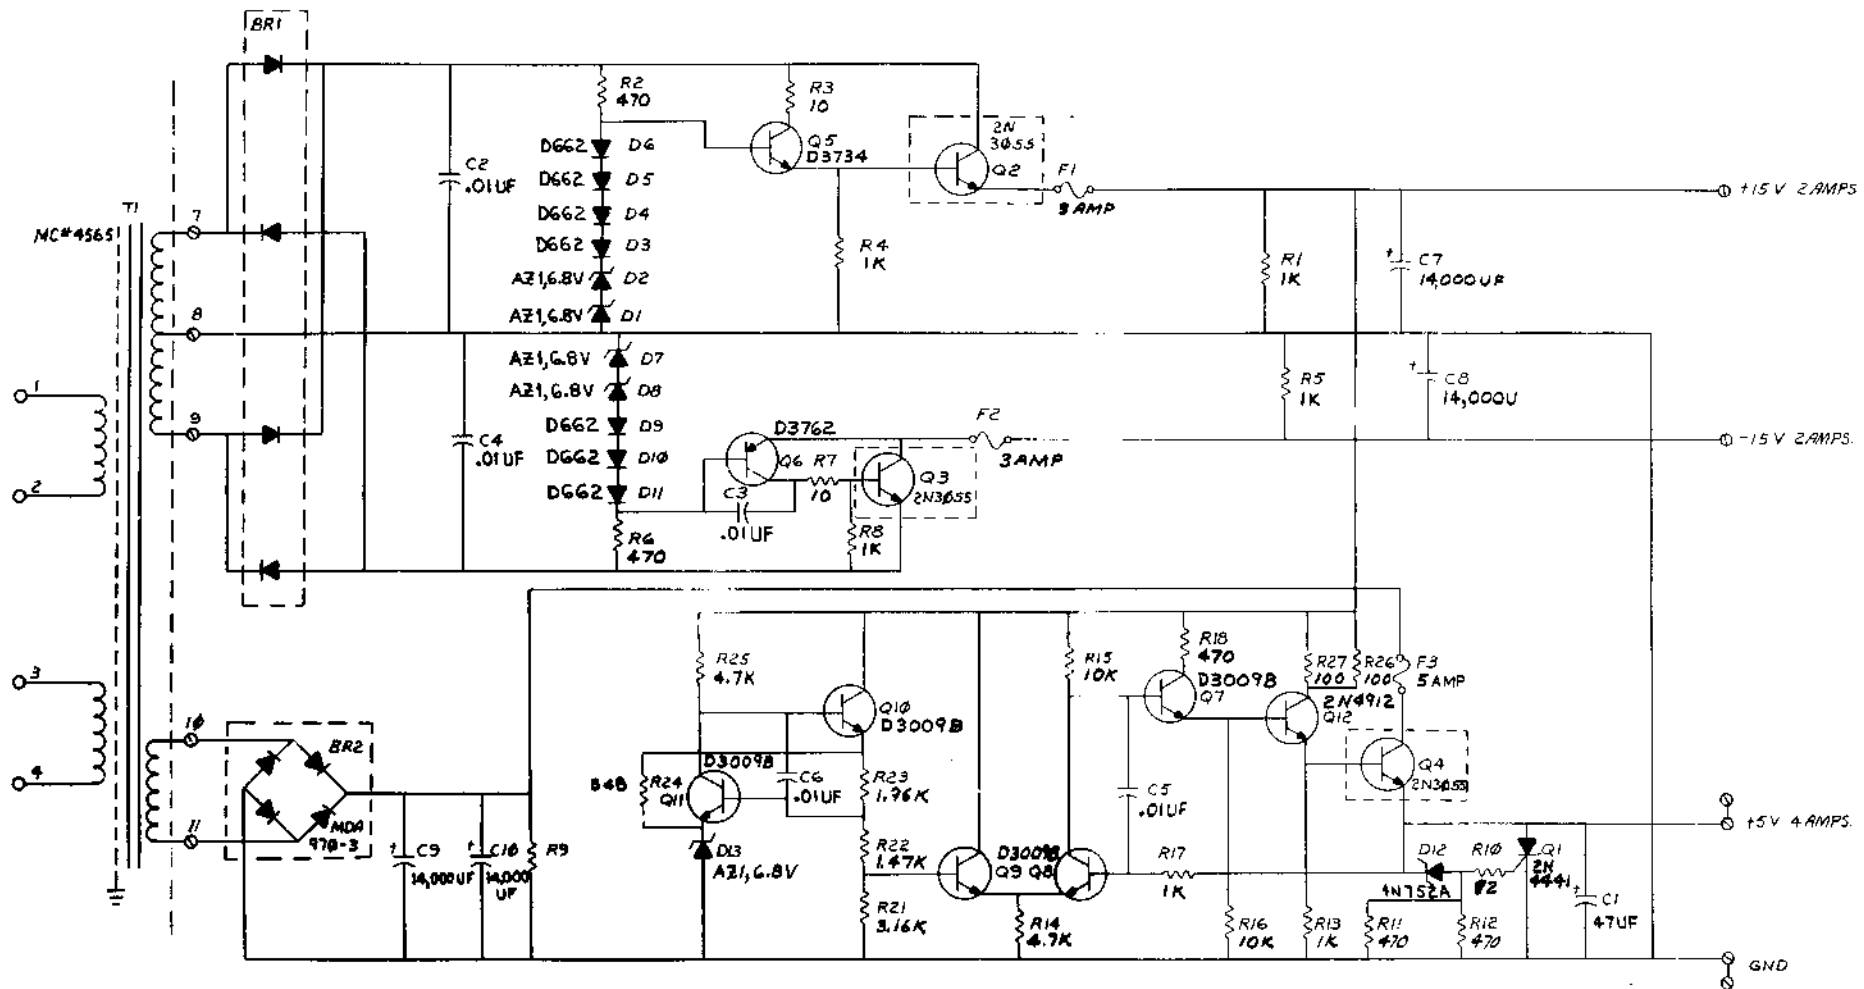 BR1
R2
470
R3
10
2N
3Ø55
Q5
D3734
Q2
F1
3 AMP
+15V 2 AMPS
D662 D6
D662 D5
D662 D4
D662 D3
AZ1,6.8V D2
AZ1,6.8V D1
C2
.01UF
T1
MC#4565
7
8
9
R4
1K
R1
1K
C7
14,000UF
+
AZ1,6.8V D7
AZ1,6.8V D8
D662 D9
D662 D10
D662 D11
C4
.01UF
R5
1K
C8
14,000U
+
1
2
D3762
F2
3 AMP
-15V 2 AMPS.
Q6 R7
10
Q3
2N3Ø55
C3
.01UF
R6
470
R8
1K
3
4
10
11
BR2
MDA
970-3
R25
4.7K
R15
10K
R18
470
D3009B
Q7
R27
100
R26
100
F3
5 AMP
2N4912
Q12
Q10
D3009B
D3009B
R24
Q11
C6
.01UF
R23
1.96K
C5
.01UF
Q4
2N3055
+5V 4 AMPS.
+ C9
14,000UF
+ C10
14,000
UF
R9
D13
AZ1,6.8V
R22
1.47K
D3009B
Q9 Q8
R17
1K
D12
1N752A
R10
Q1
2N
4441
R21
3.16K
R14
4.7K
R16
10K
R13
1K
R11
470
R12
470
+
C1
47UF
GND